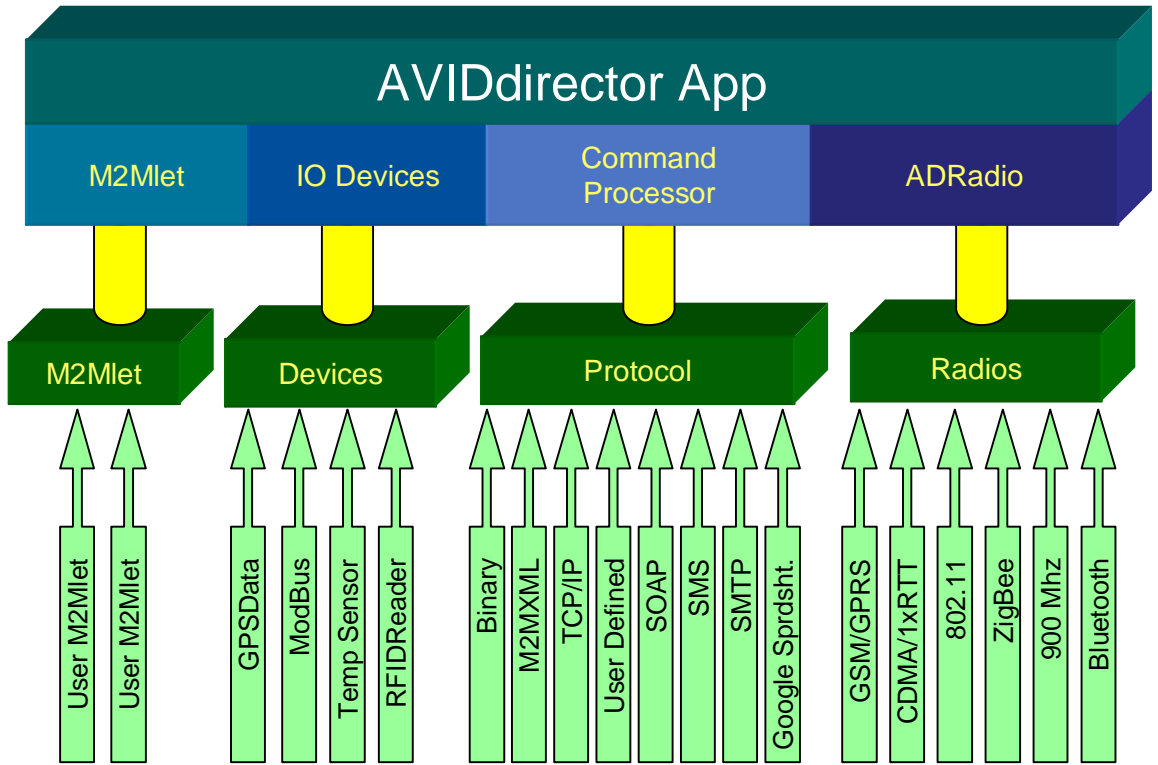 AVIDdirector App
M2Mlet
IO Devices
Command
Processor
ADRadio
M2Mlet
Devices
Protocol
Radios
User M2Mlet
User M2Mlet
GPSData
ModBus
Temp Sensor
RFIDReader
Binary
M2MXML
TCP/IP
User Defined
SOAP
SMS
SMTP
Google Sprdsht.
GSM/GPRS
CDMA/1xRTT
802.11
ZigBee
900 Mhz
Bluetooth